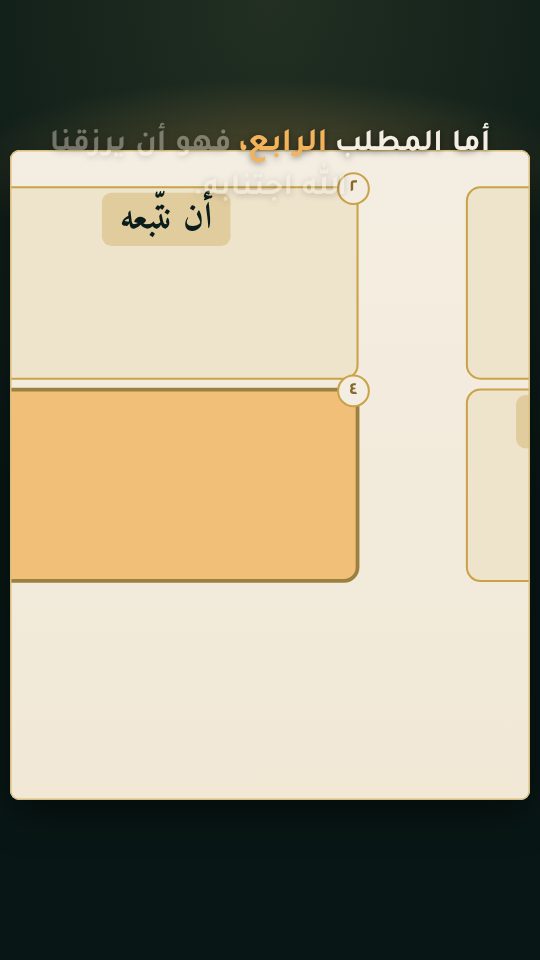 أما المطلب الرابع، فهو أن يرزقنا
الله اجتنابه.
٢
أن نتّبعه
٤